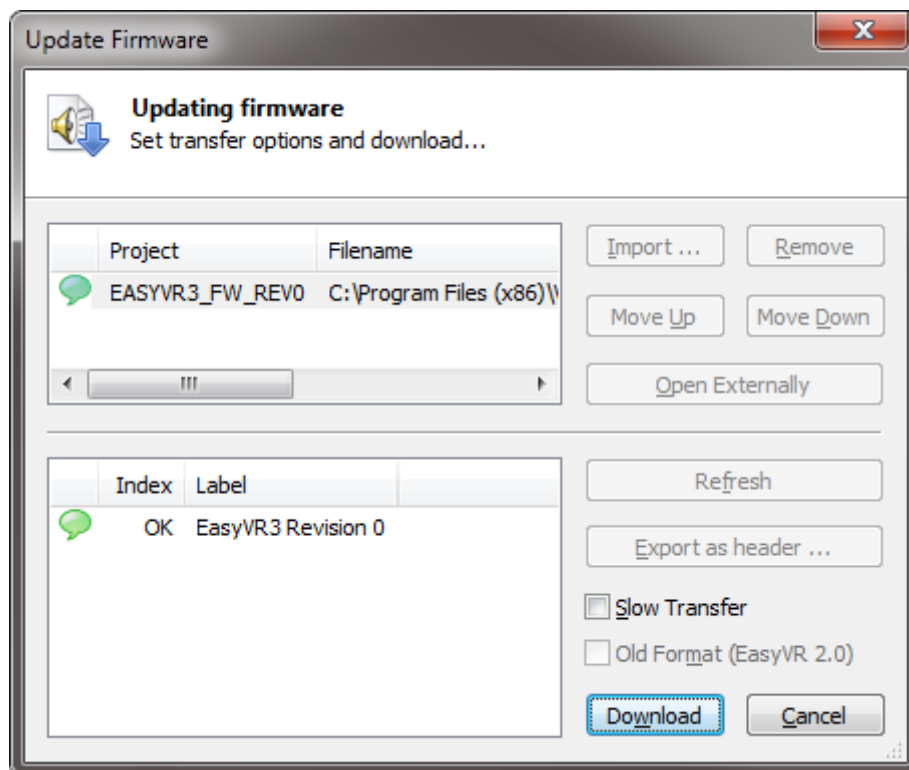 Update Firmware
Updating firmware
Set transfer options and download...
Project Filename
EASYVR3_FW_REV0 C:\Program Files (x86)\
Import ...
Remove
Move Up
Move Down
Open Externally
Index Label
OK EasyVR3 Revision 0
Refresh
Export as header ...
Slow Transfer
Old Format (EasyVR 2.0)
Download
Cancel